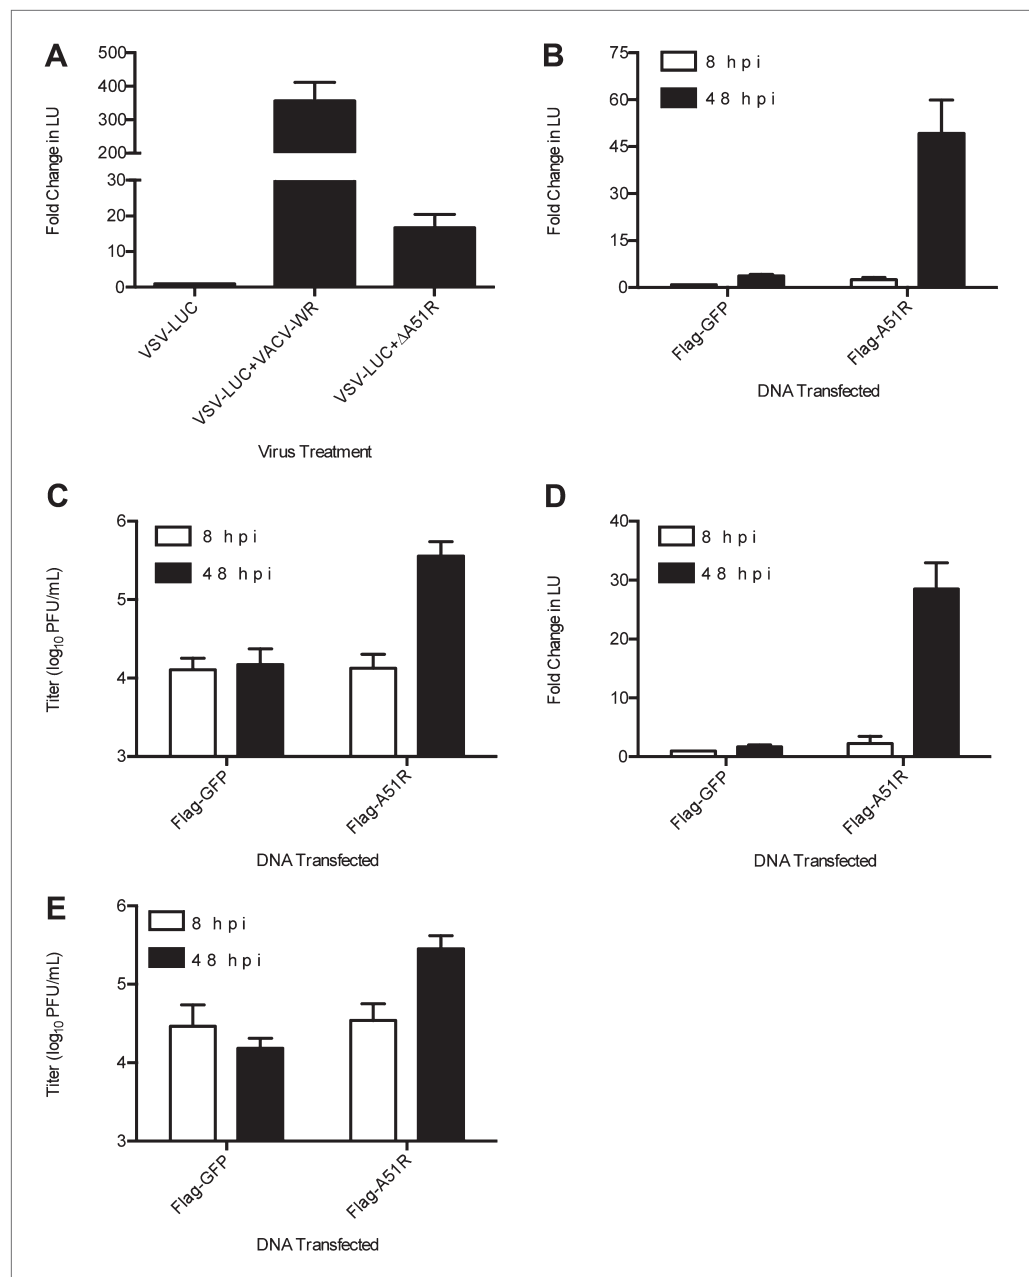 A
Fold Change in LU
500
400
300
200
30
20
10
0
VSV-LUC
VSV-LUC+VACV-WR
VSV-LUC+ΔA51R
Virus Treatment
B
Fold Change in LU
75
60
45
30
15
0
8 hpi
48 hpi
Flag-GFP
Flag-A51R
DNA Transfected
C
Titer (log10 PFU/mL)
6
5
4
3
8 hpi
48 hpi
Flag-GFP
Flag-A51R
DNA Transfected
D
Fold Change in LU
40
30
20
10
0
8 hpi
48 hpi
Flag-GFP
Flag-A51R
DNA Transfected
E
Titer (log10 PFU/mL)
6
5
4
3
8 hpi
48 hpi
Flag-GFP
Flag-A51R
DNA Transfected